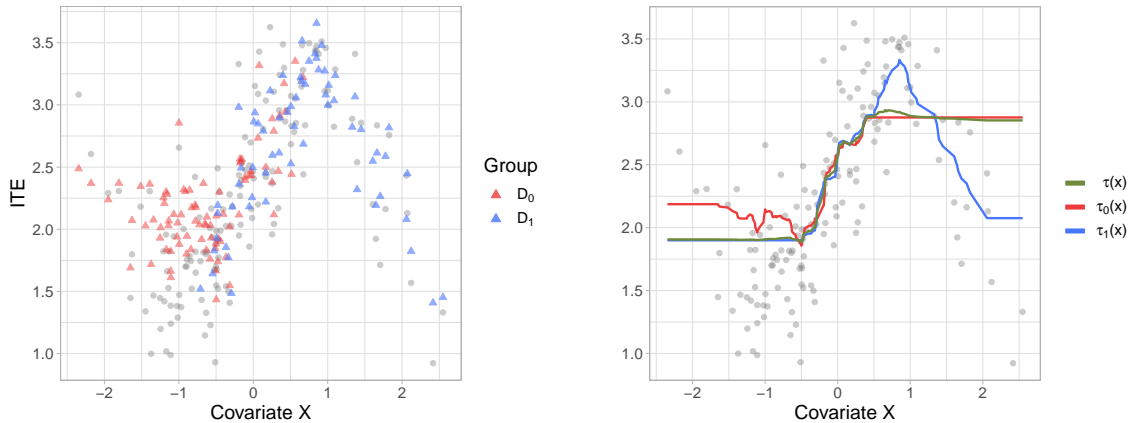 3.5
3.0
2.5
2.0
1.5
1.0
ITE
−2 −1 0 1 2
Covariate X
Group
D₀
D₁
3.5
3.0
2.5
2.0
1.5
1.0
−2 −1 0 1 2
Covariate X
τ(x)
τ₀(x)
τ₁(x)